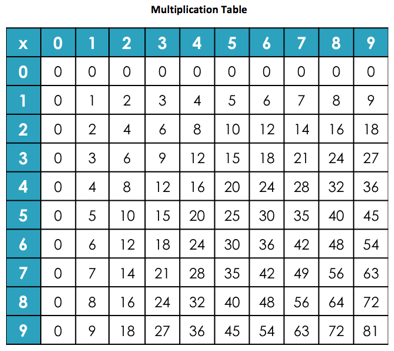 Multiplication Table
x 0 1 2 3 4 5 6 7 8 9
0 0 0 0 0 0 0 0 0 0 0
1 0 1 2 3 4 5 6 7 8 9
2 0 2 4 6 8 10 12 14 16 18
3 0 3 6 9 12 15 18 21 24 27
4 0 4 8 12 16 20 24 28 32 36
5 0 5 10 15 20 25 30 35 40 45
6 0 6 12 18 24 30 36 42 48 54
7 0 7 14 21 28 35 42 49 56 63
8 0 8 16 24 32 40 48 56 64 72
9 0 9 18 27 36 45 54 63 72 81